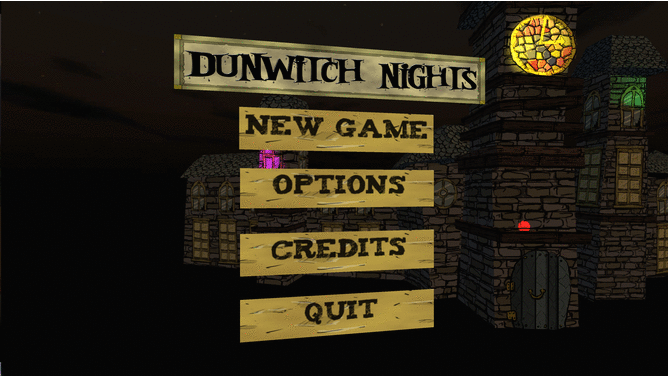 DUNWITCH NIGHTS
NEW GAME
OPTIONS
CREDITS
QUIT